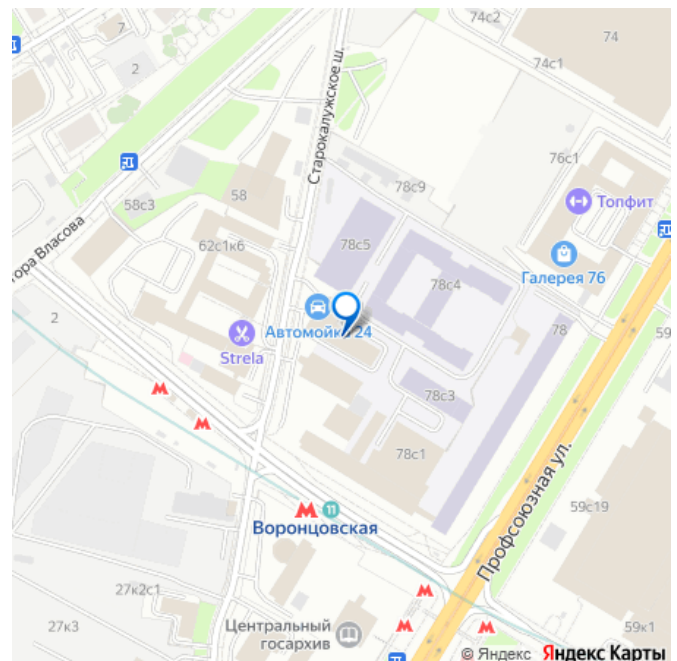 74с2
7
74
2
74с1
Старокалужское ш.
76с1
58
78с9
Топфит
58с3
тора Власова
62с1к6
78с5
78с4
Галерея 76
2
Автомойка 24
78
59
Strela
78с3
78с1
Профсоюзная ул.
59с19
11
Воронцовская
27к2с1
27к3
Центральный
госархив
59к1
© Яндекс Яндекс Карты